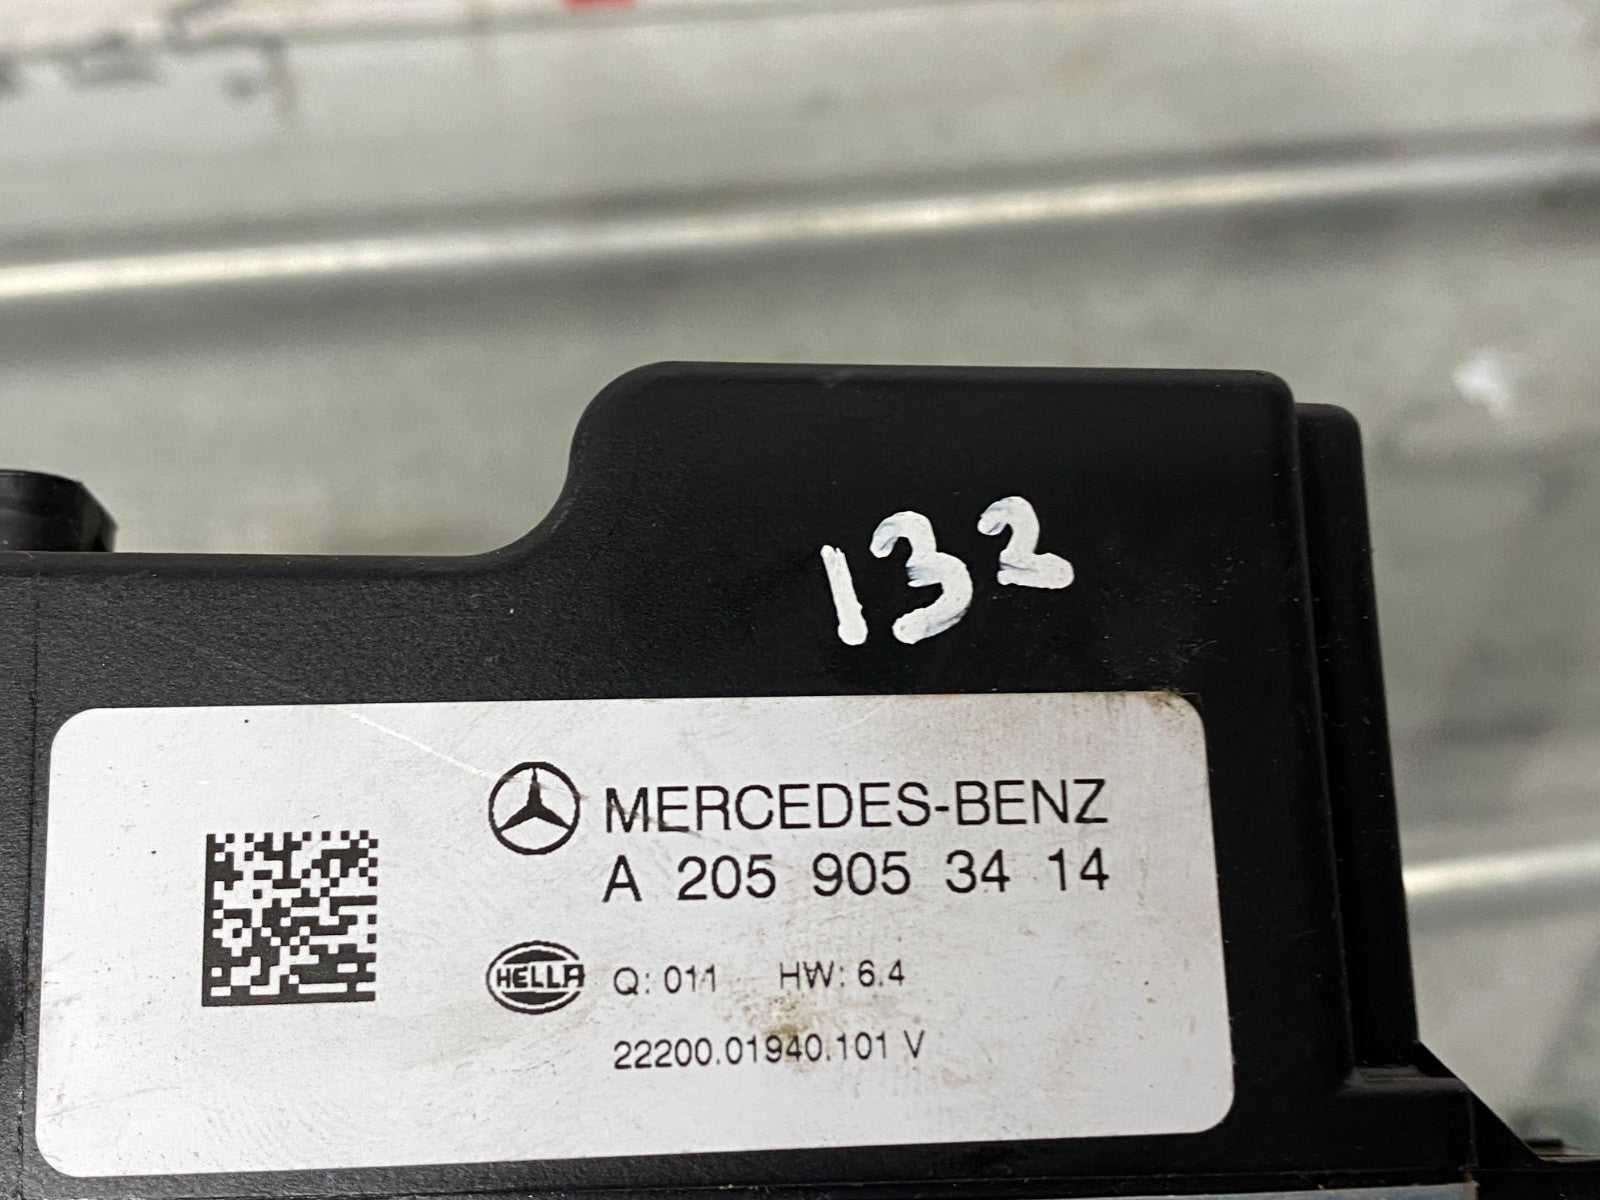 132
MERCEDES-BENZ
A 205 905 34 14
HELLA Q: 011 HW: 6.4
22200.01940.101 V